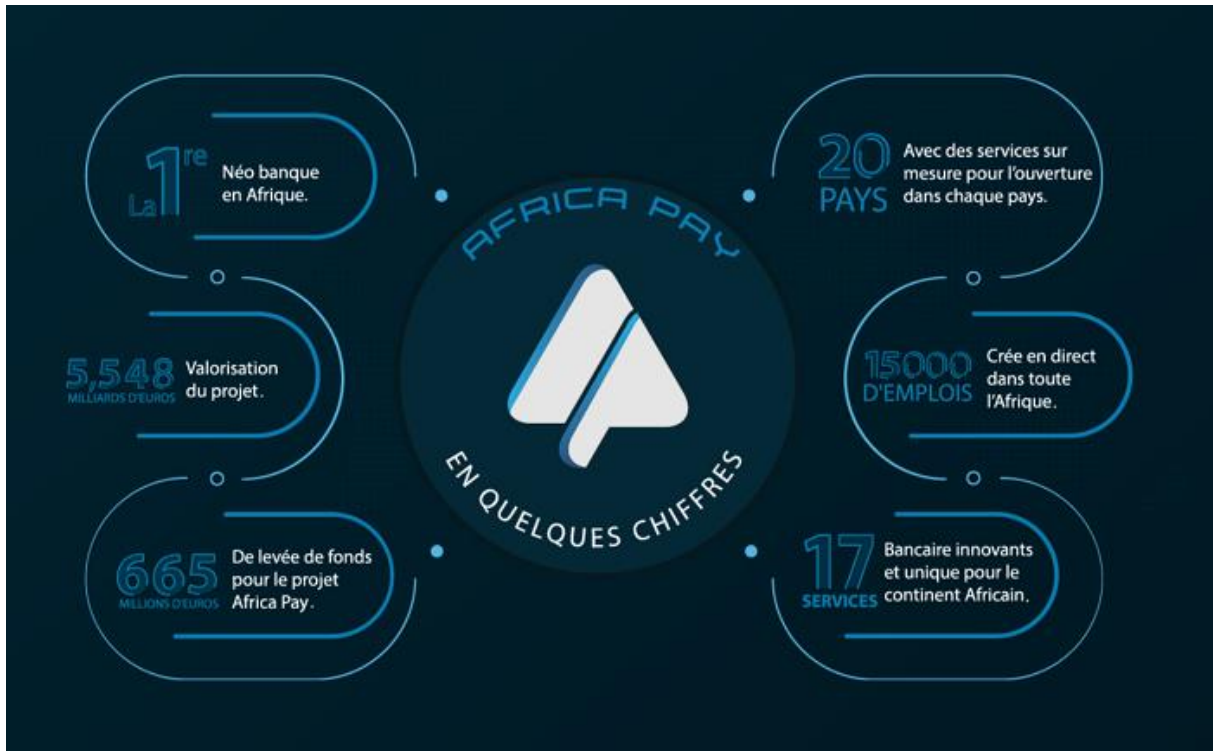 La 1re
Néo banque
en Afrique.
5,548
MILLIARDS D'EUROS
Valorisation
du projet.
665
MILLIONS D'EUROS
De levée de fonds
pour le projet
Africa Pay.
AFRICA PAY
EN QUELQUES CHIFFRES
20
PAYS
Avec des services sur
mesure pour l'ouverture
dans chaque pays.
15000
D'EMPLOIS
Crée en direct
dans toute
l'Afrique.
17
SERVICES
Bancaire innovants
et unique pour le
continent Africain.